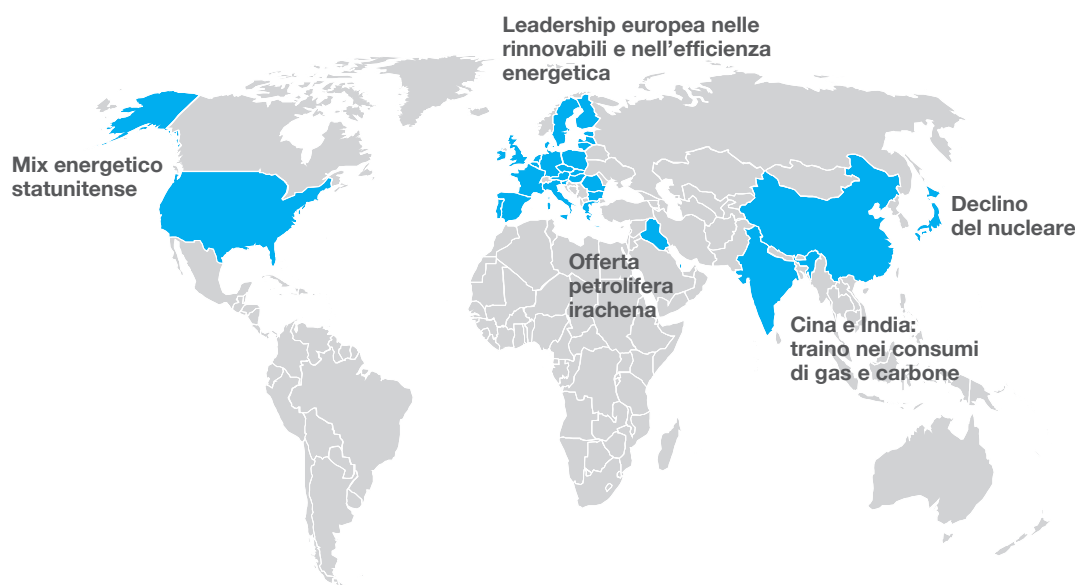 Leadership europea nelle
rinnovabili e nell'efficienza
energetica
Mix energetico
statunitense
Declino
del nucleare
Offerta
petrolifera
irachena
Cina e India:
traino nei consumi
di gas e carbone